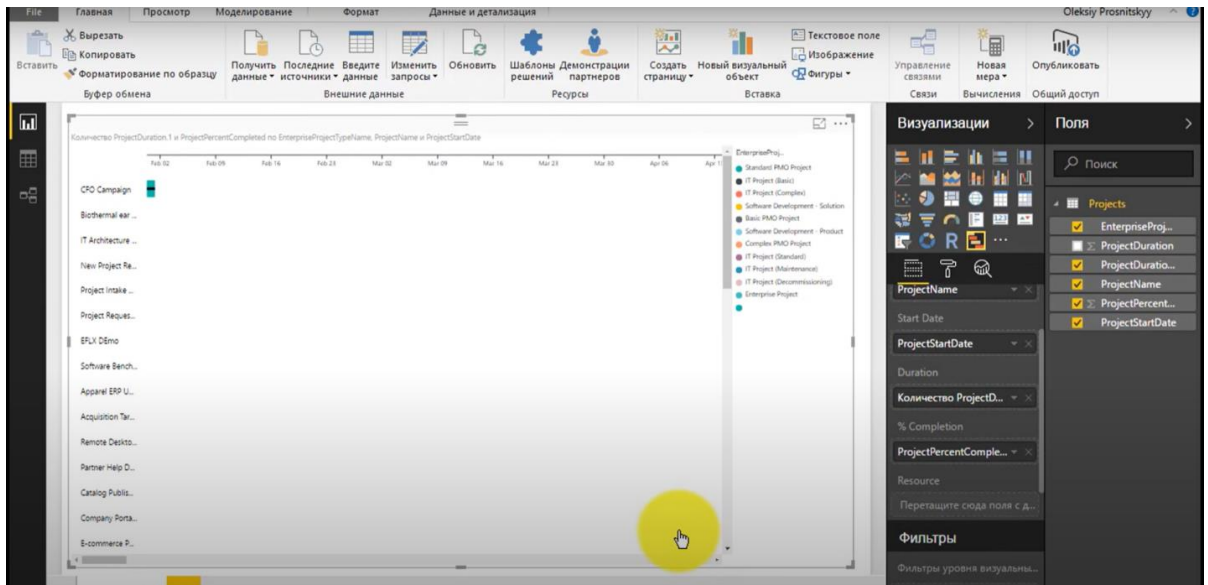 File Главная Просмотр Моделирование Формат Данные и детализация Oleksiy Prosnitskyy
Вставить
Вырезать
Копировать
Форматирование по образцу
Буфер обмена
Получить данные
Последние источники
Введите данные
Изменить запросы
Обновить
Внешние данные
Шаблоны решений
Демонстрации партнеров
Ресурсы
Создать страницу
Новый визуальный объект
Текстовое поле
Изображение
Фигуры
Вставка
Управление связями
Связи
Новая мера
Вычисления
Опубликовать
Общий доступ
Количество ProjectDuration.1 и ProjectPercentCompleted по EnterpriseProjectTypeName, ProjectName и ProjectStartDate
Feb 02 Feb 09 Feb 16 Feb 23 Mar 02 Mar 09 Mar 16 Mar 23 Mar 30 Apr 06 Apr 1
CFO Campaign
Biothermal ear ...
IT Architecture ...
New Project Re...
Project Intake ...
Project Reques...
EFLX DEmo
Software Bench...
Apparel ERP U...
Acquisition Tar...
Remote Deskto...
Partner Help D...
Catalog Publis...
Company Porta...
E-commerce P...
EnterpriseProj...
Standard PMO Project
IT Project (Basic)
IT Project (Complex)
Software Development - Solution
Basic PMO Project
Software Development - Product
Complex PMO Project
IT Project (Standard)
IT Project (Maintenance)
IT Project (Decommissioning)
Enterprise Project
Визуализации
R
ProjectName
Start Date
ProjectStartDate
Duration
Количество ProjectD...
% Completion
ProjectPercentComple...
Resource
Перетащите сюда поля с д...
Фильтры
Фильтры уровня визуальны...
Поля
Поиск
Projects
EnterpriseProj...
Σ ProjectDuration
ProjectDuratio...
ProjectName
Σ ProjectPercent...
ProjectStartDate